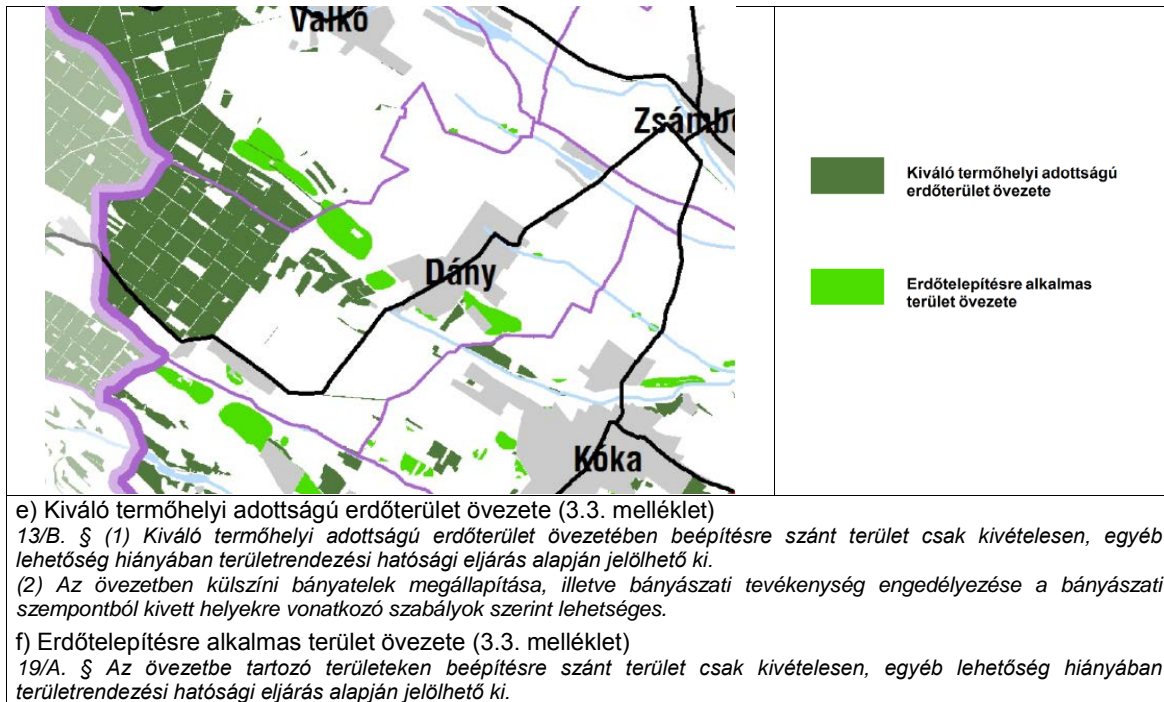 Valkó
Zsámb
Dány
Kóka
Kiváló termőhelyi adottságú
erdőterület övezete
Erdőtelepítésre alkalmas
terület övezete
e) Kiváló termőhelyi adottságú erdőterület övezete (3.3. melléklet)
13/B. § (1) Kiváló termőhelyi adottságú erdőterület övezetében beépítésre szánt terület csak kivételesen, egyéb
lehetőség hiányában területrendezési hatósági eljárás alapján jelölhető ki.
(2) Az övezetben külszíni bányatelek megállapítása, illetve bányászati tevékenység engedélyezése a bányászati
szempontból kivett helyekre vonatkozó szabályok szerint lehetséges.
f) Erdőtelepítésre alkalmas terület övezete (3.3. melléklet)
19/A. § Az övezetbe tartozó területeken beépítésre szánt terület csak kivételesen, egyéb lehetőség hiányában
területrendezési hatósági eljárás alapján jelölhető ki.